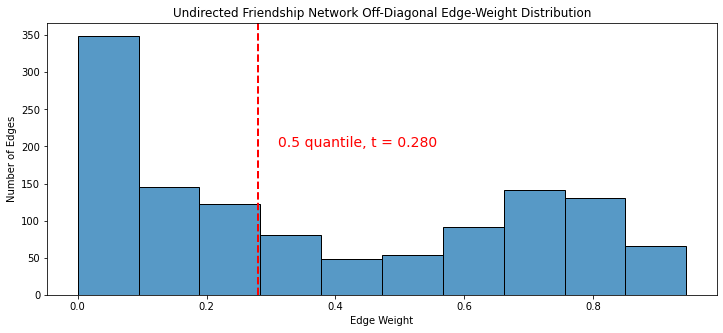 Undirected Friendship Network Off-Diagonal Edge-Weight Distribution
350
300
250
200
150
100
50
0
Number of Edges
0.5 quantile, t = 0.280
0.0 0.2 0.4 0.6 0.8
Edge Weight